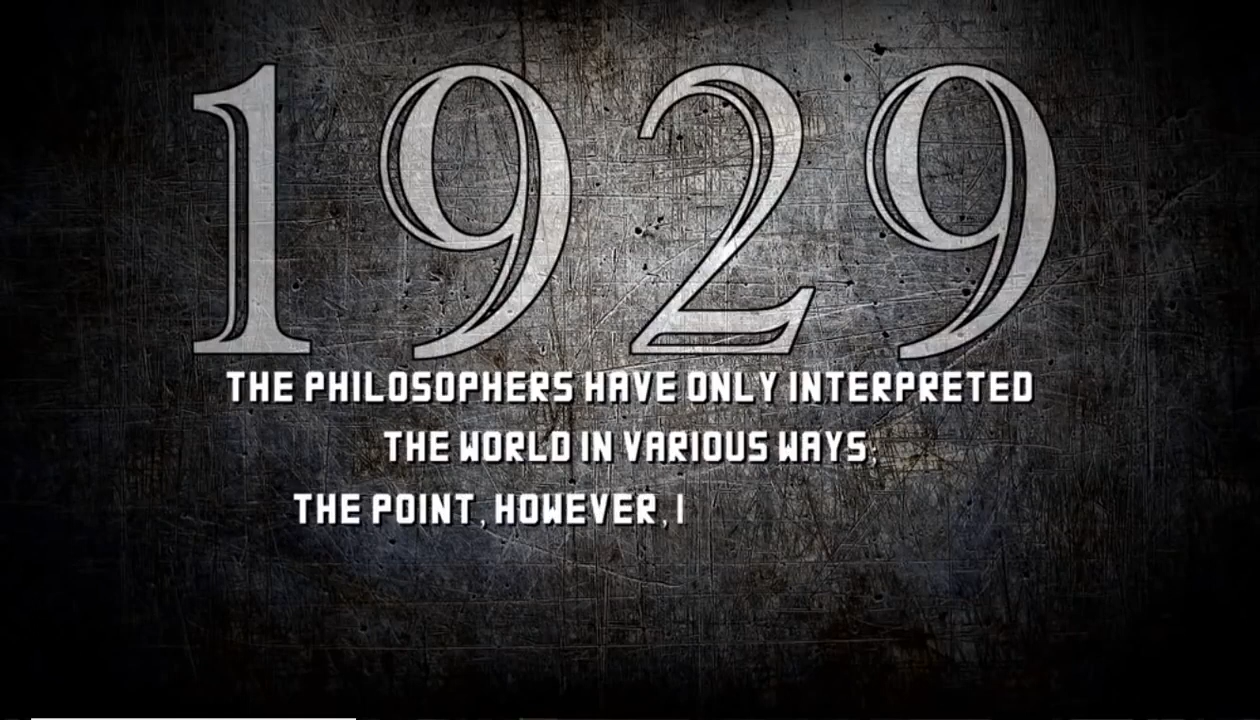 1929
THE PHILOSOPHERS HAVE ONLY INTERPRETED
THE WORLD IN VARIOUS WAYS;
THE POINT, HOWEVER, I